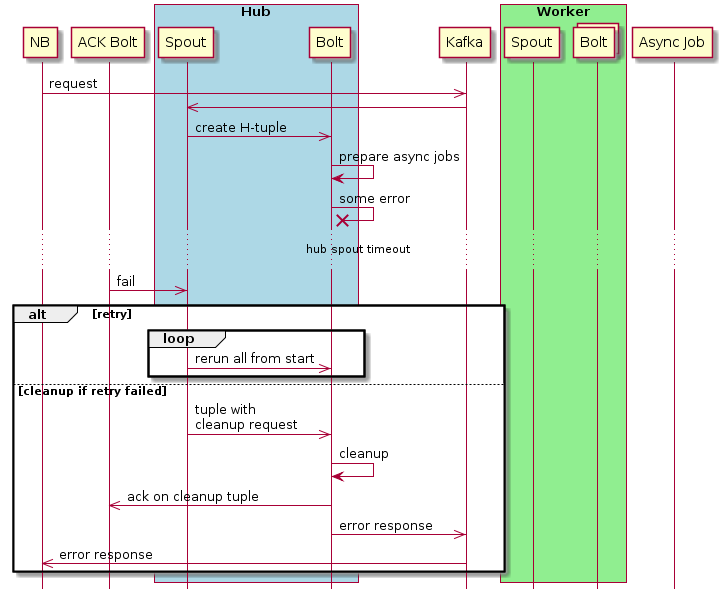 Hub
Worker
NB
ACK Bolt
Spout
Bolt
Kafka
Spout
Bolt
Async Job
request
create H-tuple
prepare async jobs
some error
hub spout timeout
fail
alt
[retry]
loop
rerun all from start
[cleanup if retry failed]
tuple with
cleanup request
cleanup
ack on cleanup tuple
error response
error response